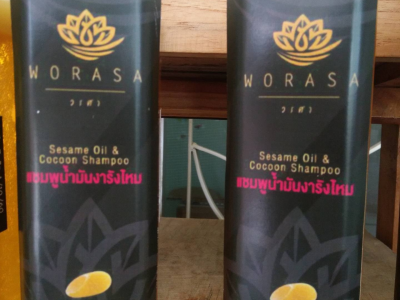 WORASA
วรสา
Sesame Oil &
Cocoon Shampoo
แชมพูน้ำมันงารังไหม
WORASA
วรสา
Sesame Oil &
Cocoon Shampoo
แชมพูน้ำมันงารังไหม